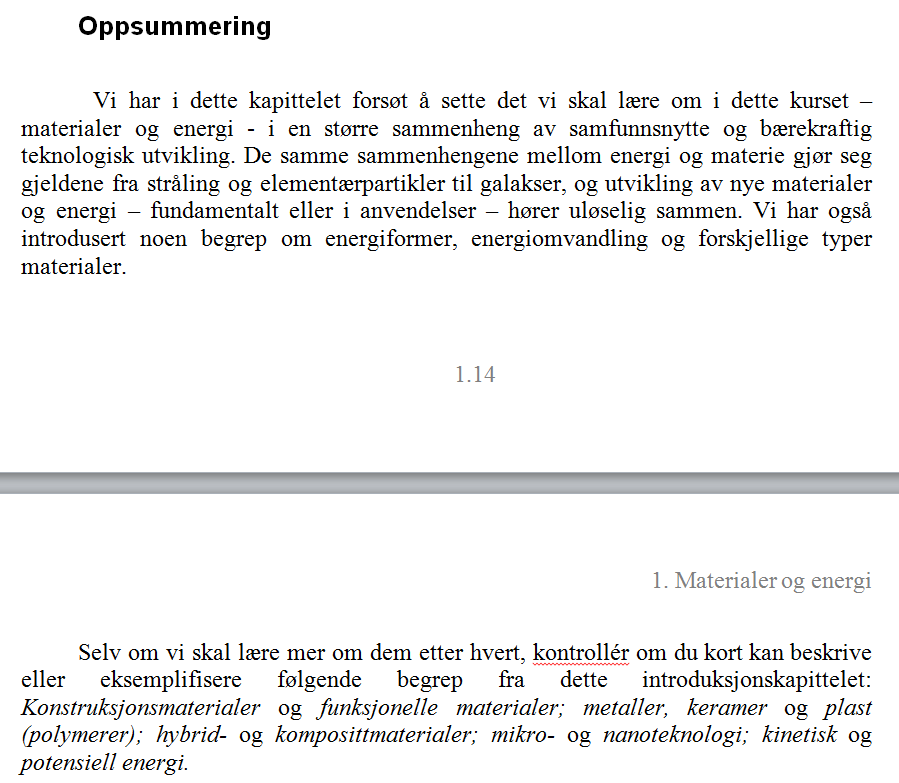 Oppsummering
Vi har i dette kapittelet forsøt å sette det vi skal lære om i dette kurset –
materialer og energi - i en større sammenheng av samfunnsnytte og bærekraftig
teknologisk utvikling. De samme sammenhengene mellom energi og materie gjør seg
gjeldene fra stråling og elementærpartikler til galakser, og utvikling av nye materialer
og energi – fundamentalt eller i anvendelser – hører uløselig sammen. Vi har også
introdusert noen begrep om energiformer, energiomvandling og forskjellige typer
materialer.
1.14
1. Materialer og energi
Selv om vi skal lære mer om dem etter hvert, kontrollér om du kort kan beskrive
eller eksemplifisere følgende begrep fra dette introduksjonskapittelet:
Konstruksjonsmaterialer og funksjonelle materialer; metaller, keramer og plast
(polymerer); hybrid- og komposittmaterialer; mikro- og nanoteknologi; kinetisk og
potensiell energi.